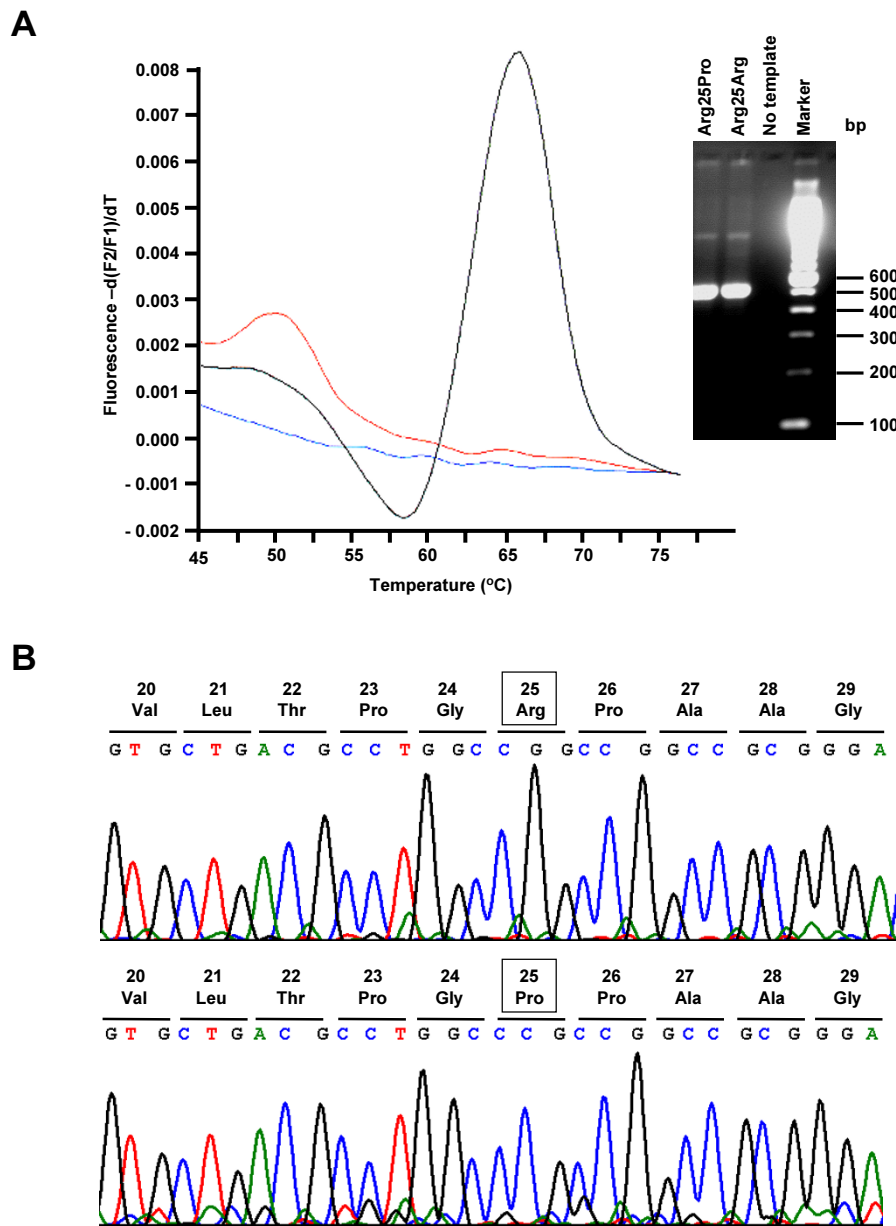 A
Fluorescence –d(F2/F1)/dT
0.008
0.007
0.006
0.005
0.004
0.003
0.002
0.001
0.000
- 0.001
- 0.002
45 50 55 60 65 70 75
Temperature (oC)
Arg25Pro
Arg25Arg
No template
Marker
bp
600
500
400
300
200
100
B
20 21 22 23 24 25 26 27 28 29
Val Leu Thr Pro Gly Arg Pro Ala Ala Gly
G T G C T G A C G C C T G G C C G G C C G G C C G C G G G A
20 21 22 23 24 25 26 27 28 29
Val Leu Thr Pro Gly Pro Pro Ala Ala Gly
G T G C T G A C G C C T G G C C C G C C G G C C G C G G G A